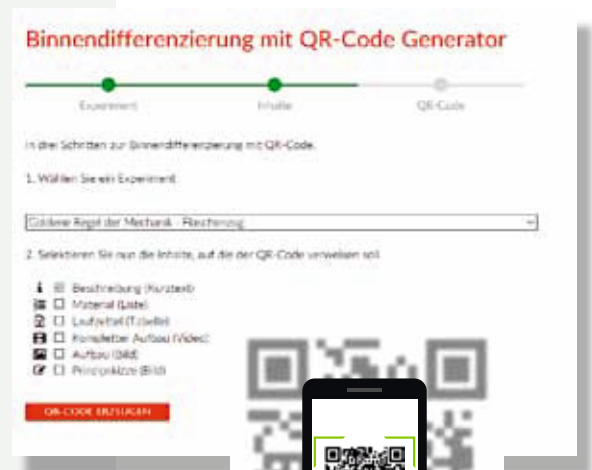 Binnendifferenzierung mit QR-Code Generator
Experiment
Inhalte
QR-Code
In drei Schritten zur Binnendifferenzierung mit QR-Code.
1. Wählen Sie ein Experiment
Goldene Regel der Mechanik - Flaschenzug
2. Selektieren Sie nun die Inhalte, auf die der QR-Code verweisen soll
Beschreibung (Kurztext)
Material (Liste)
Laufzettel (Tabelle)
Kompletter Aufbau (Video)
Aufbau (Bild)
Prinzipskizze (Bild)
QR-CODE ERZEUGEN